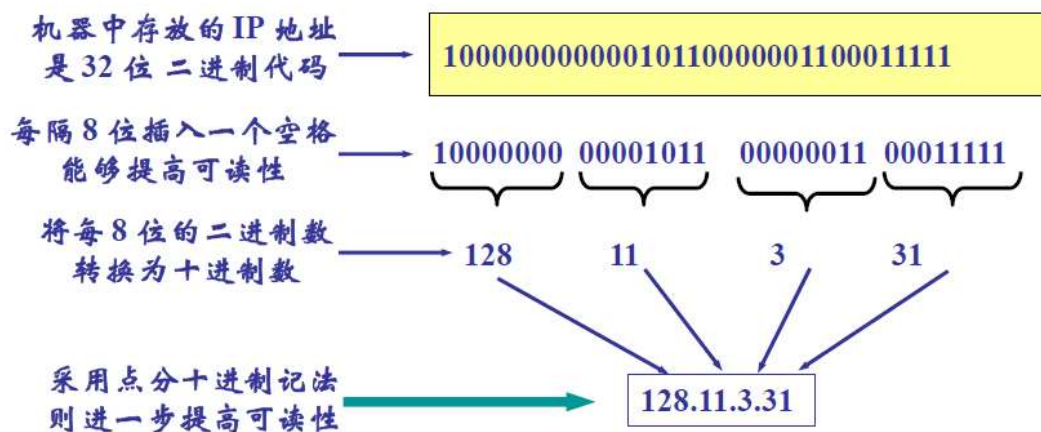 机器中存放的 IP 地址
是 32 位 二进制代码
10000000000010110000001100011111
每隔 8 位插入一个空格
能够提高可读性
10000000 00001011 00000011 00011111
将每 8 位的二进制数
转换为十进制数
128 11 3 31
采用点分十进制记法
则进一步提高可读性
128.11.3.31